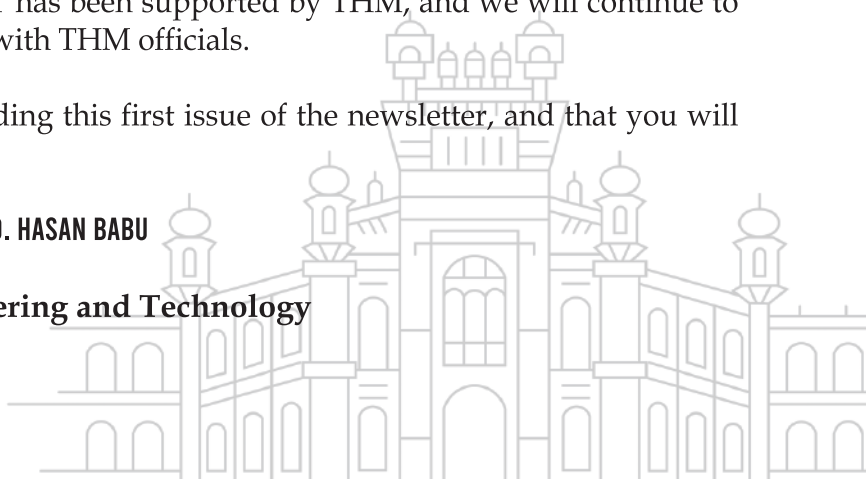 has been supported by THM, and we will continue to
with THM officials.
ding this first issue of the newsletter, and that you will
. HASAN BABU
ering and Technology